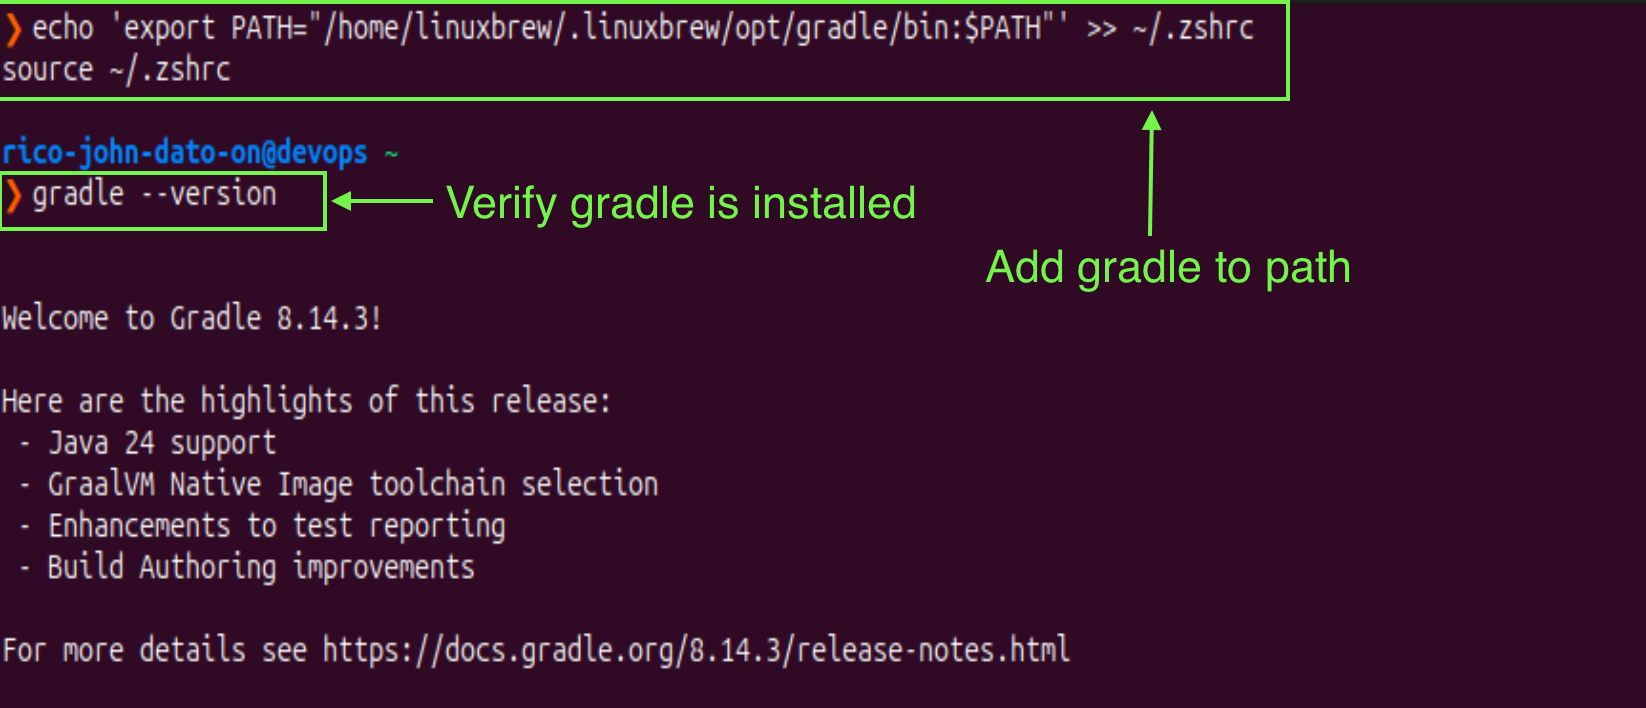 ❯ echo 'export PATH="/home/linuxbrew/.linuxbrew/opt/gradle/bin:$PATH"' >> ~/.zshrc
source ~/.zshrc
rico-john-dato-on@devops ~
❯ gradle --version
Verify gradle is installed
Add gradle to path
Welcome to Gradle 8.14.3!
Here are the highlights of this release:
- Java 24 support
- GraalVM Native Image toolchain selection
- Enhancements to test reporting
- Build Authoring improvements
For more details see https://docs.gradle.org/8.14.3/release-notes.html